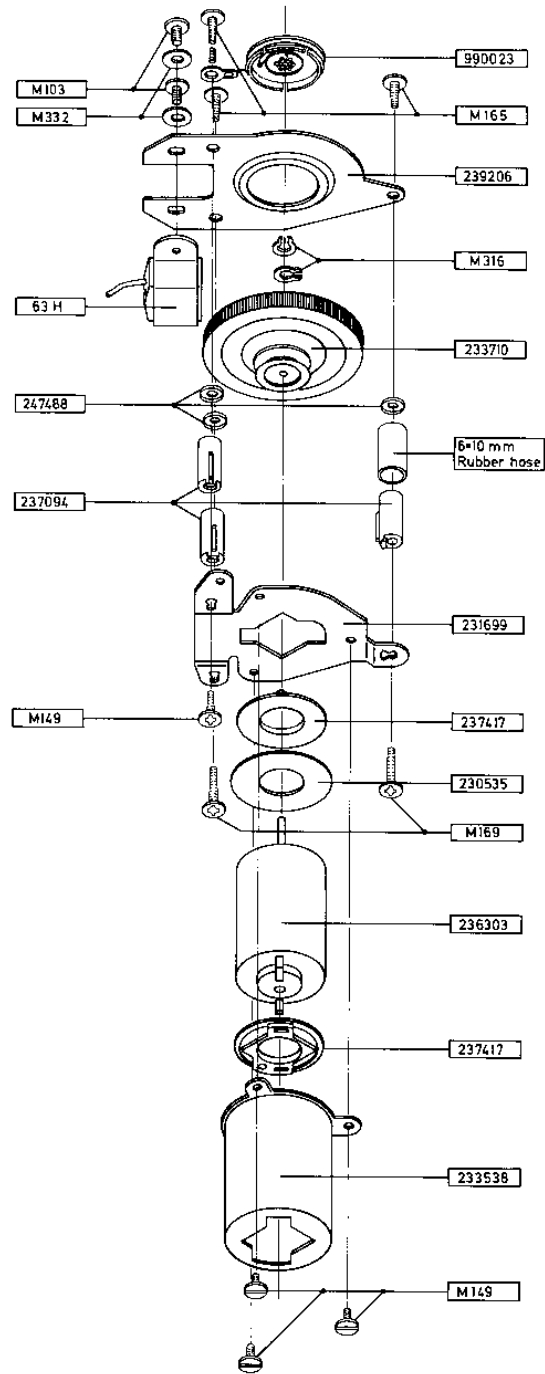 990023
M103
M332
M165
239206
M316
63 H
233710
247488
6=10 mm
Rubber hose
237094
231699
M149
237417
230535
M169
236303
237417
233538
M149